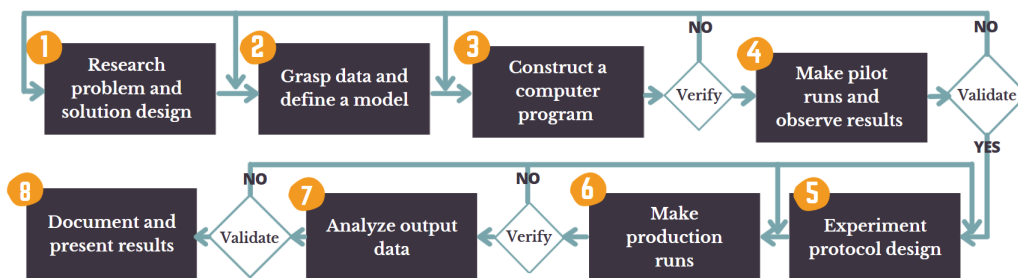 NO
NO
1
Research
problem and
solution design
2
Grasp data and
define a model
3
Construct a
computer
program
Verify
4
Make pilot
runs and
observe results
Validate
YES
8
Document and
present results
NO
Validate
7
Analyze output
data
NO
Verify
6
Make
production
runs
5
Experiment
protocol design